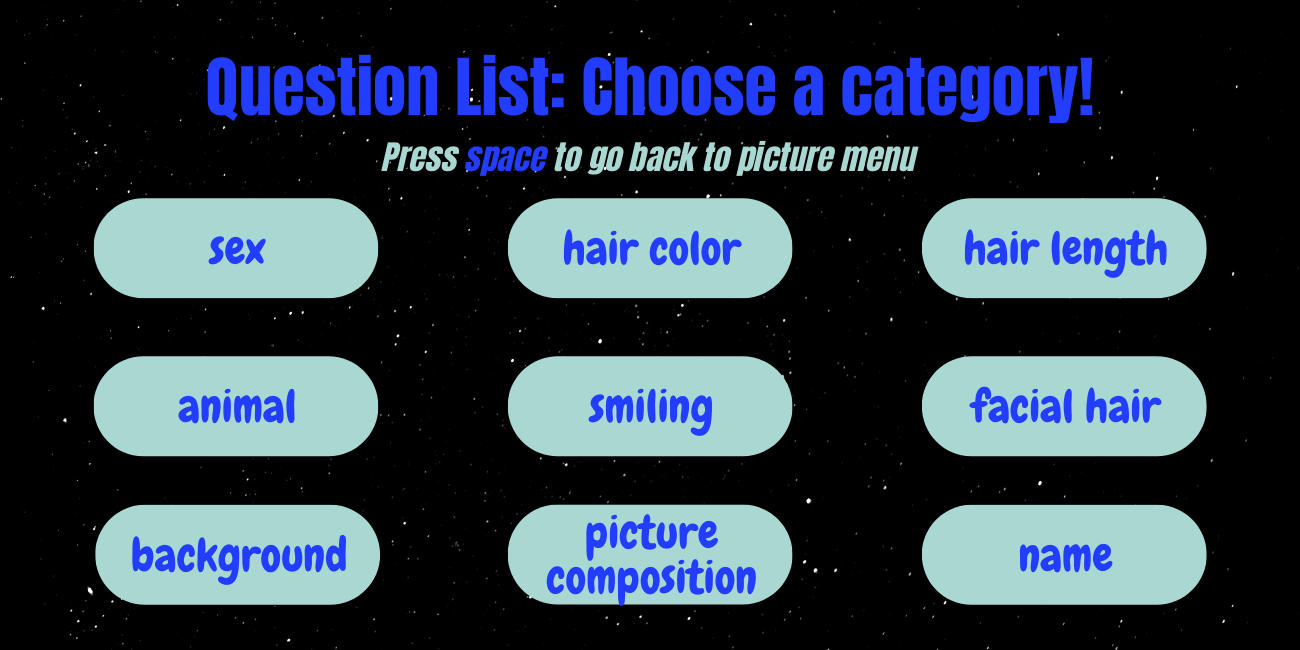 Question List: Choose a category!
Press space to go back to picture menu
sex
hair color
hair length
animal
smiling
facial hair
background
picture
composition
name